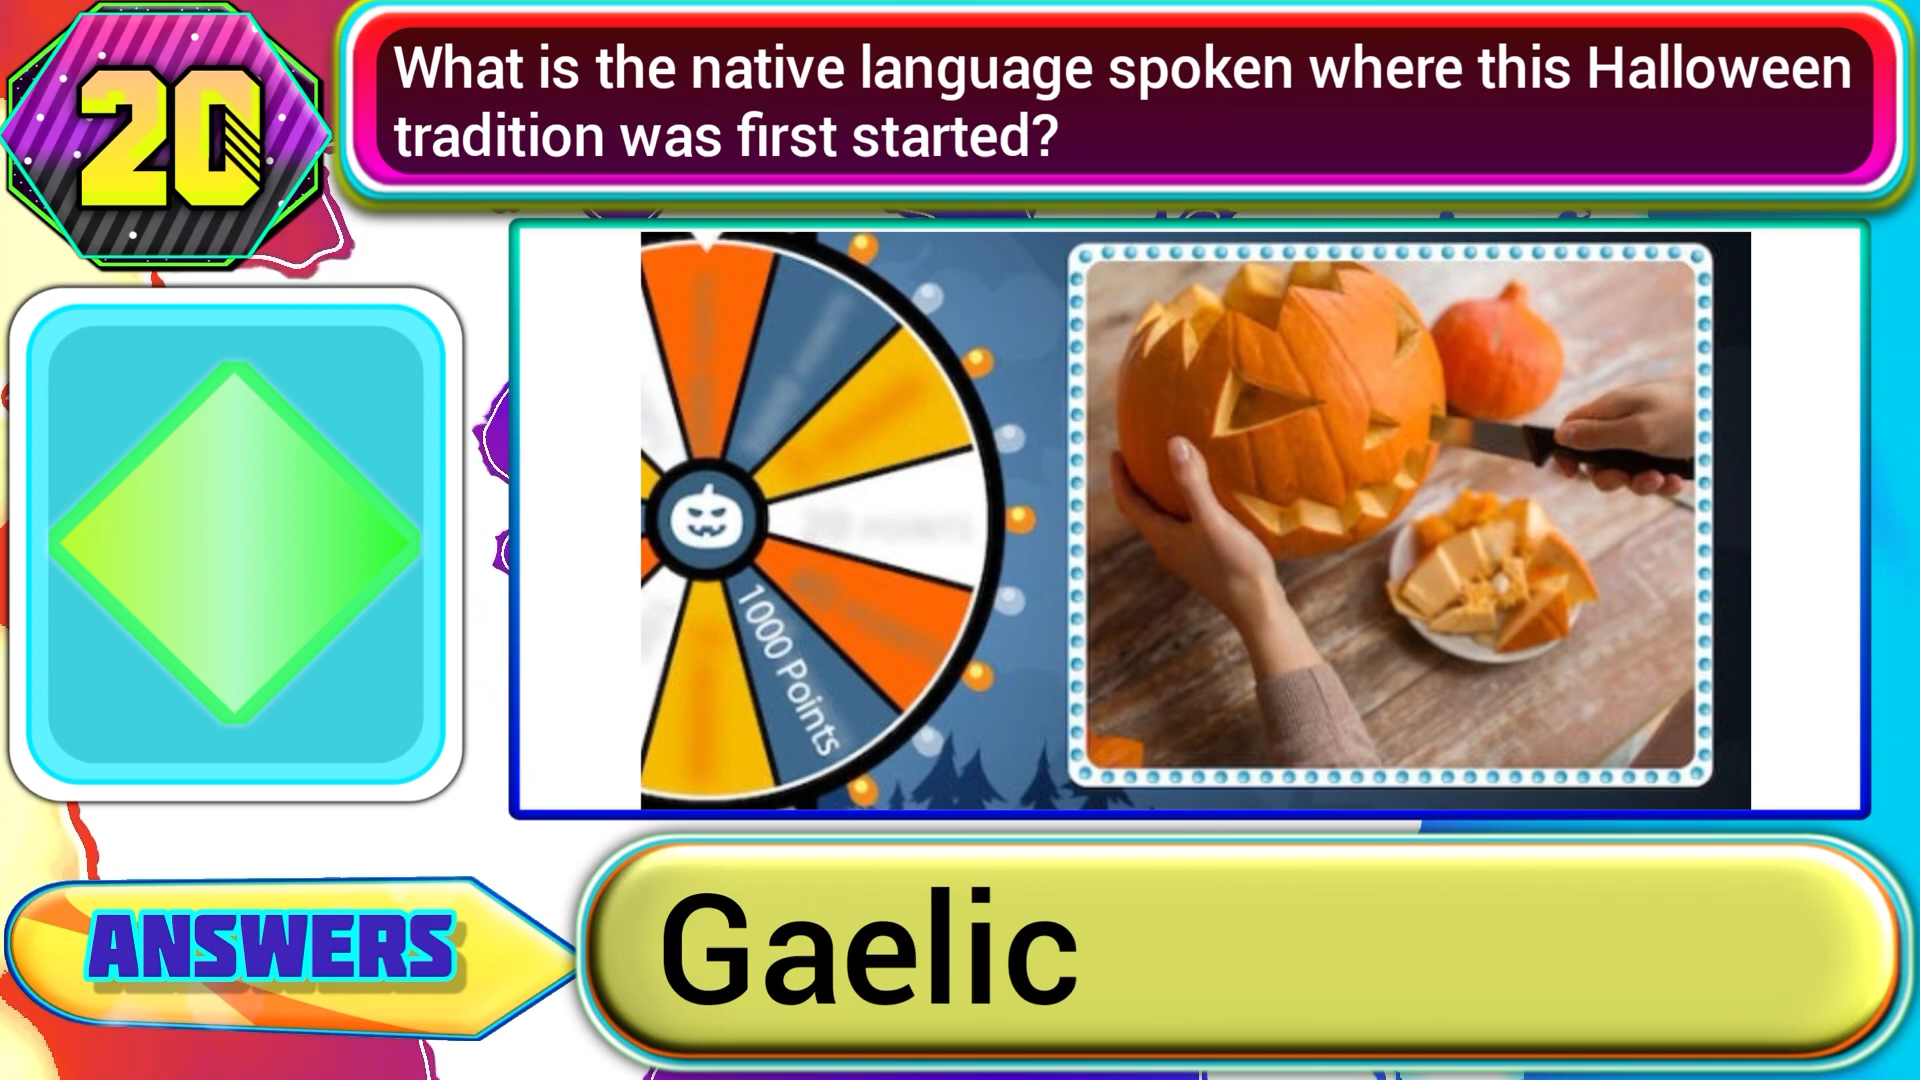 20
What is the native language spoken where this Halloween
tradition was first started?
1000 Points
ANSWERS
Gaelic